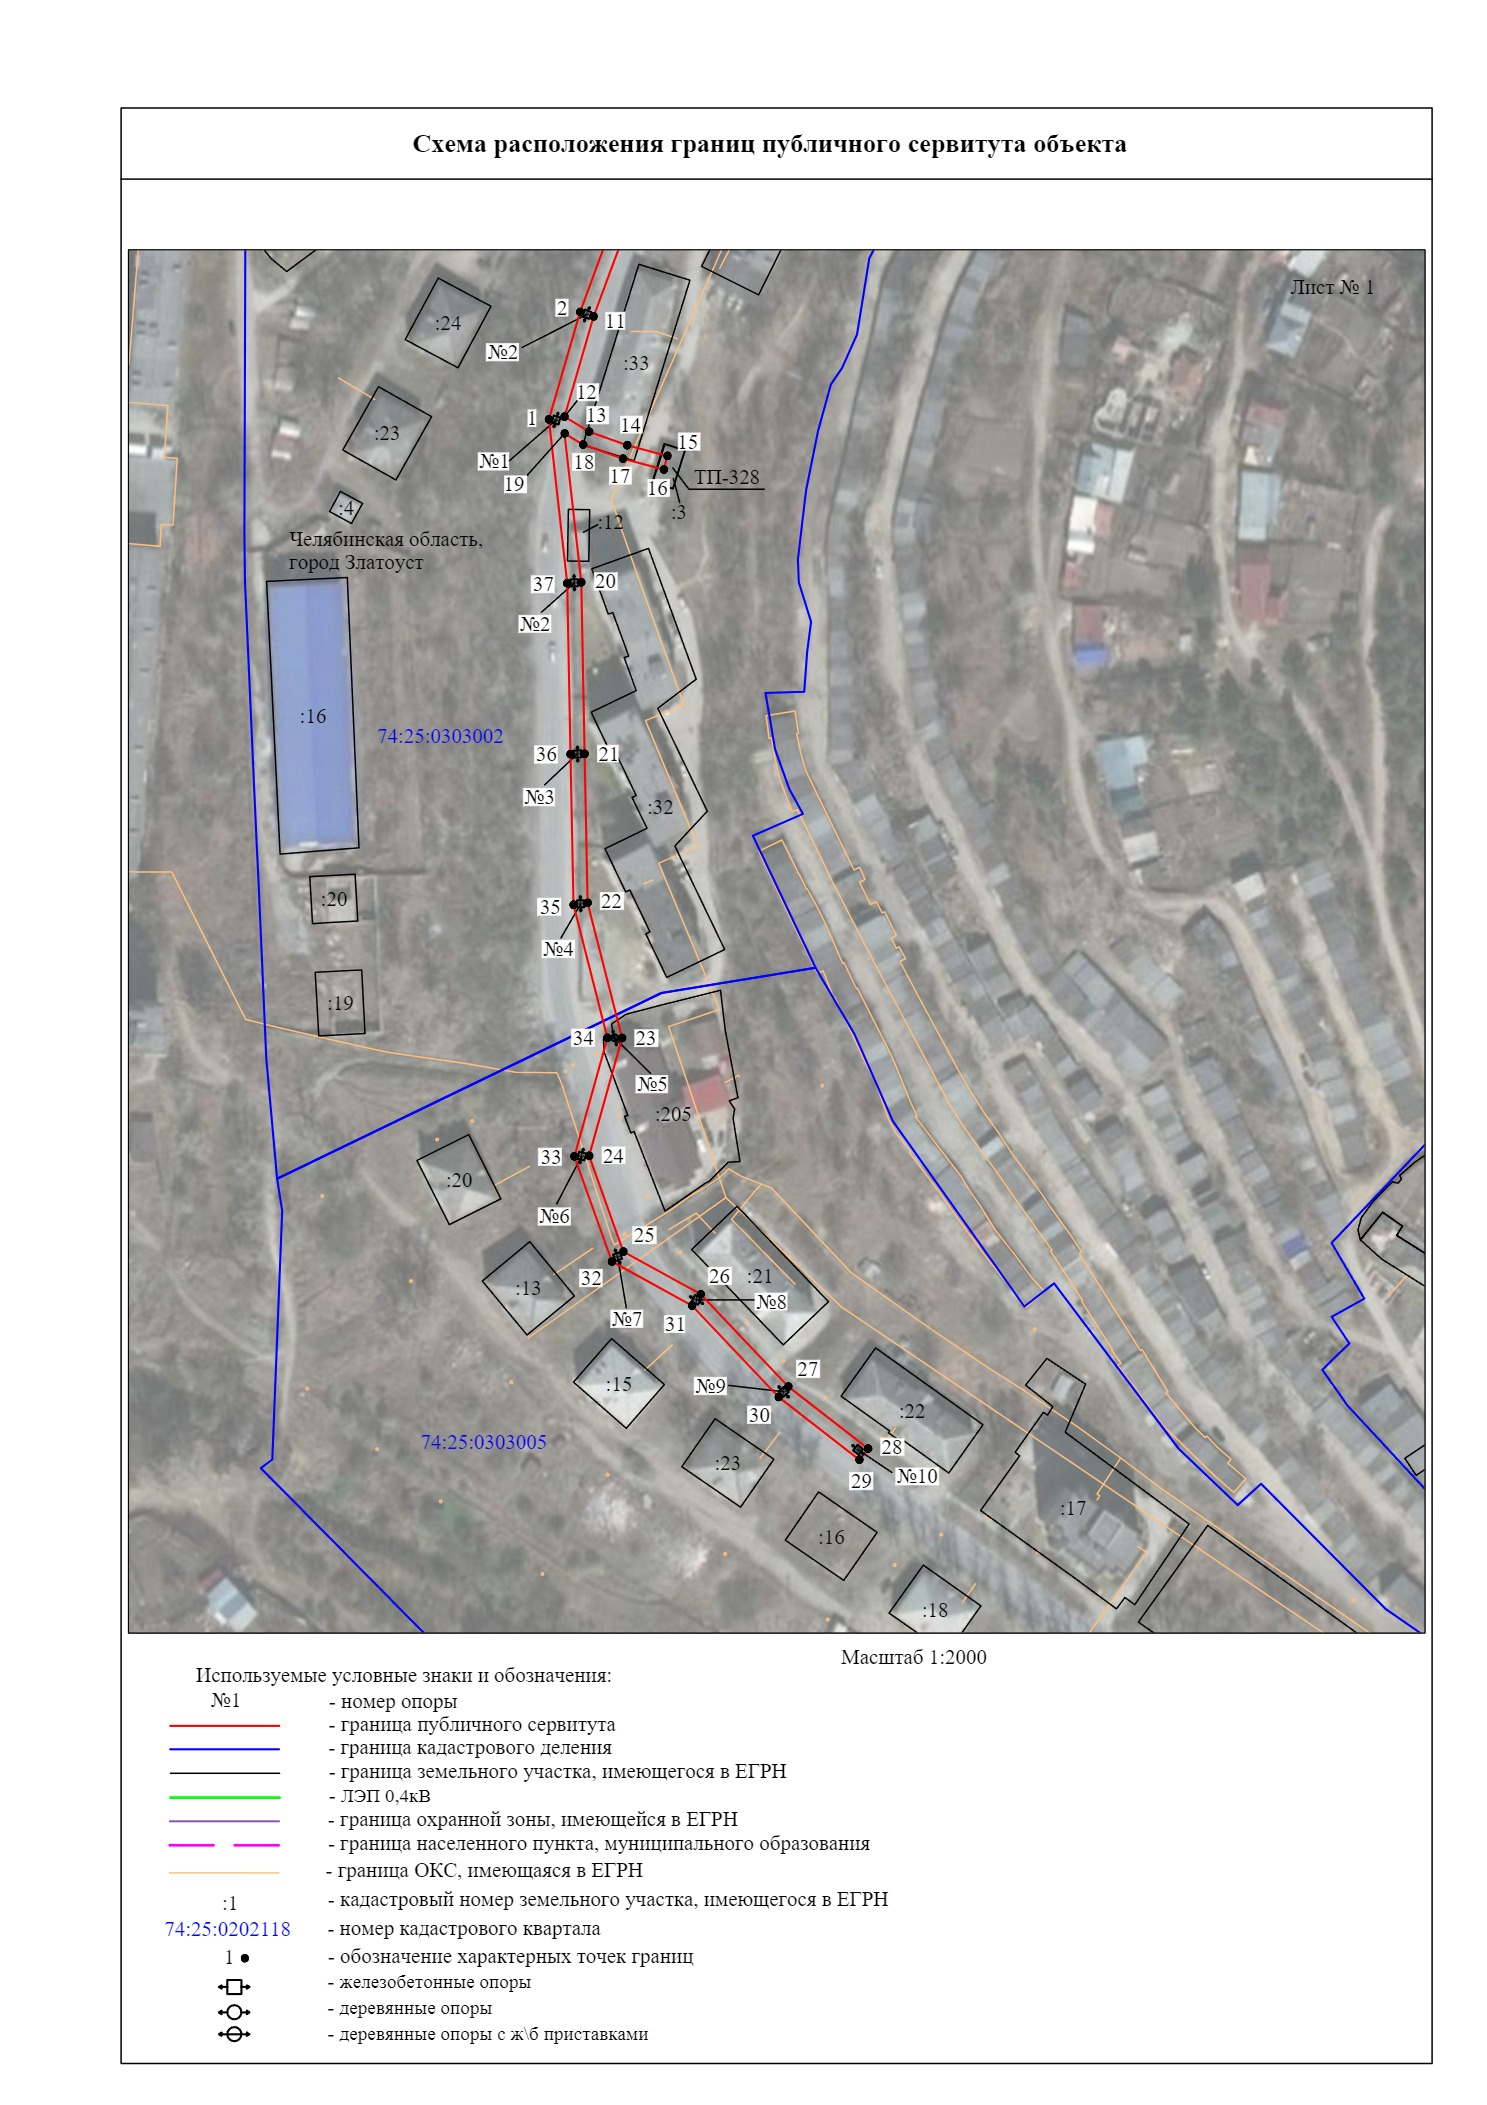 Схема расположения границ публичного сервитута объекта
Лист № 1
2
11
:24
№2
:33
12
1
13
:23
14
15
№1
18
17
ТП-328
19
16
:4
:3
:12
Челябинская область,
город Златоуст
37
20
№2
:16
74:25:0303002
36
21
№3
:32
:20
35
22
№4
:19
34
23
№5
:205
33
24
:20
№6
25
32
26
:21
:13
№8
№7
31
27
:15
№9
30
:22
74:25:0303005
28
:23
29
№10
:17
:16
:18
Масштаб 1:2000
Используемые условные знаки и обозначения:
№1 - номер опоры
- граница публичного сервитута
- граница кадастрового деления
- граница земельного участка, имеющегося в ЕГРН
- ЛЭП 0,4кВ
- граница охранной зоны, имеющейся в ЕГРН
- граница населенного пункта, муниципального образования
- граница ОКС, имеющаяся в ЕГРН
:1 - кадастровый номер земельного участка, имеющегося в ЕГРН
74:25:0202118 - номер кадастрового квартала
1 - обозначение характерных точек границ
- железобетонные опоры
- деревянные опоры
- деревянные опоры с ж\б приставками